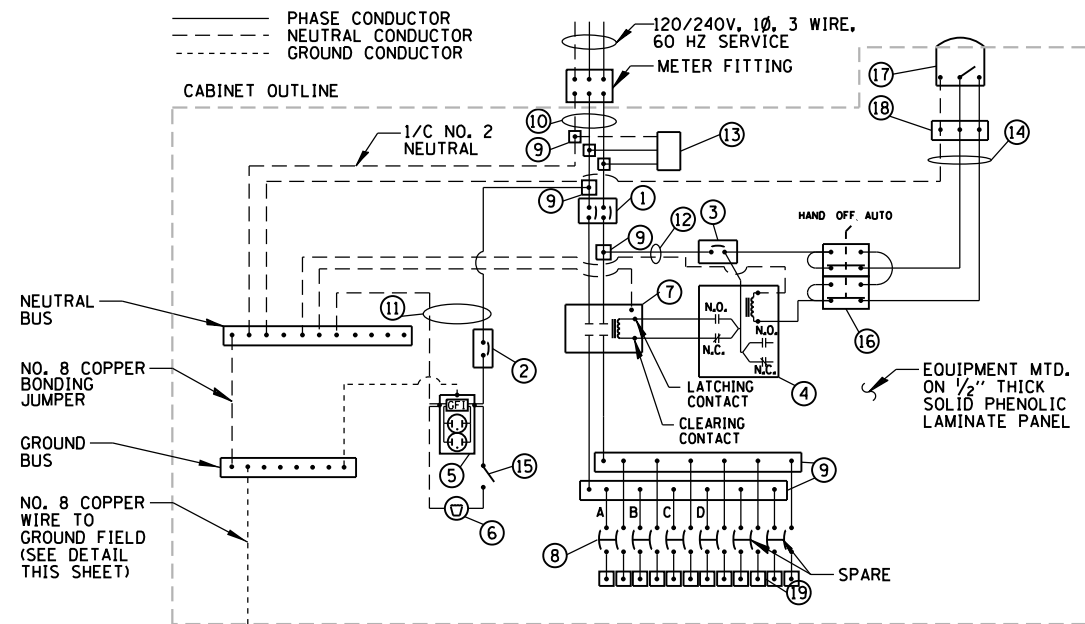 PHASE CONDUCTOR
NEUTRAL CONDUCTOR
GROUND CONDUCTOR
120/240V, 1Ø, 3 WIRE,
60 HZ SERVICE
METER FITTING
CABINET OUTLINE
17
10
18
1/C NO. 2
NEUTRAL
9
13
14
9
1
12
3
HAND OFF AUTO
9
7
NEUTRAL
BUS
11
N.O.
N.O.
16
2
N.C.
N.C.
NO. 8 COPPER
BONDING
JUMPER
LATCHING
CONTACT
4
EQUIPMENT MTD.
ON 1/2" THICK
SOLID PHENOLIC
LAMINATE PANEL
GFI
CLEARING
CONTACT
GROUND
BUS
5
15
9
9
NO. 8 COPPER
WIRE TO
GROUND FIELD
(SEE DETAIL
THIS SHEET)
6
A B C D
8
SPARE
19